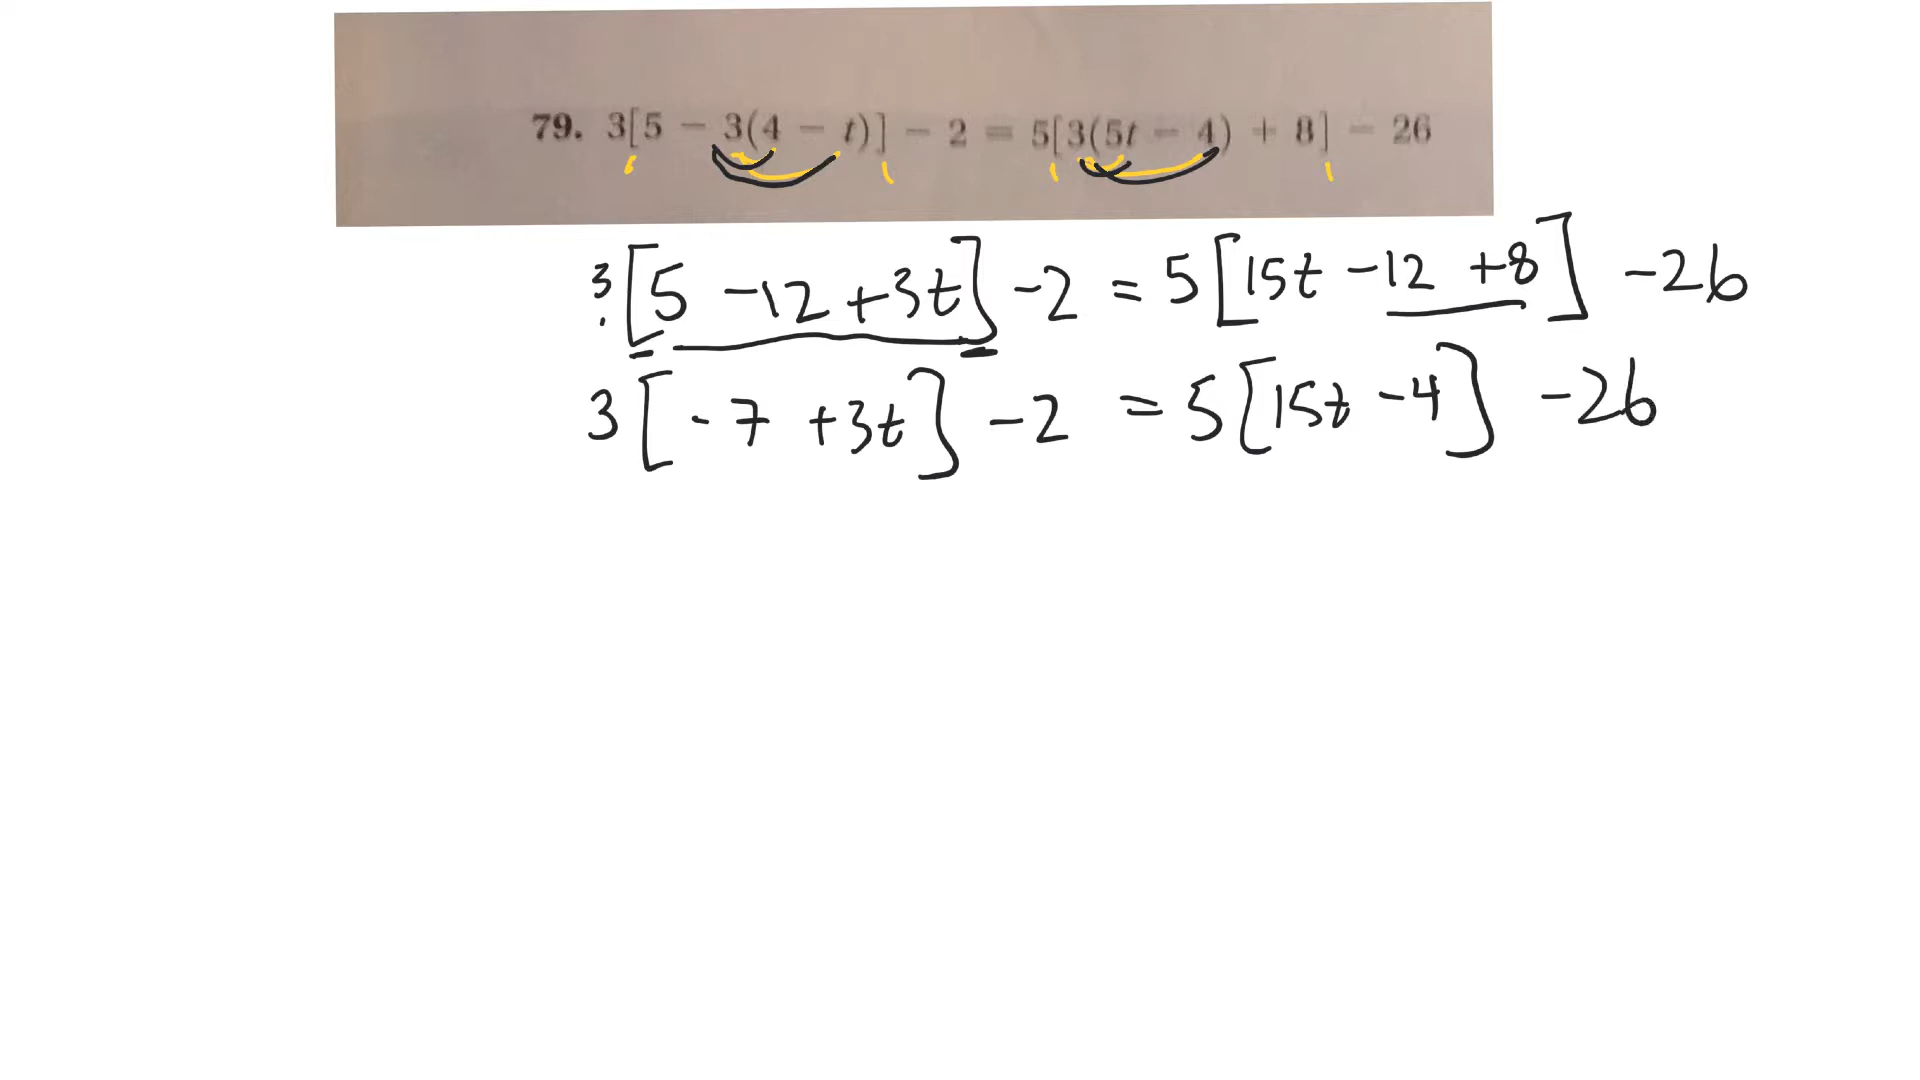 79. 3[5 − 3(4 − t)] − 2 = 5[3(5t − 4) + 8] − 26
3[5 -12 +3t] -2 = 5[15t -12 +8] -26
3[-7 +3t] -2 = 5[15t -4] -26